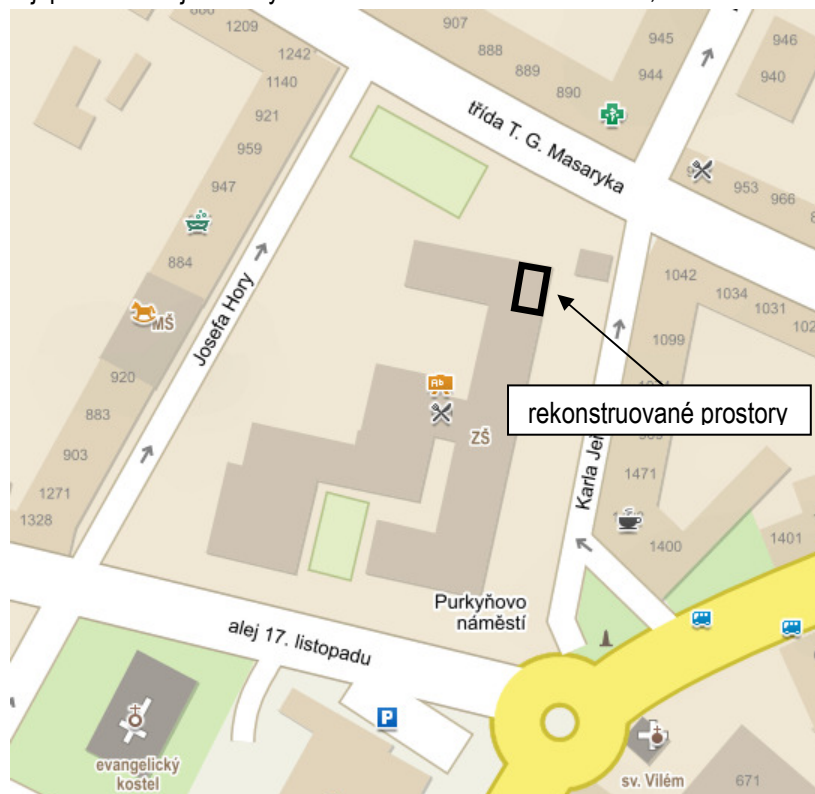 1209
1242
1140
921
959
947
884
MŠ
920
883
903
1271
1328
907
888
889
890
945
944
946
940
953
966
třída T. G. Masaryka
Josefa Hory
1042
1034
1031
1099
rekonstruované prostory
ZŠ
1471
1400
1401
Karla
Purkyňovo
náměstí
alej 17. listopadu
P
evangelický
kostel
sv. Vilém
671